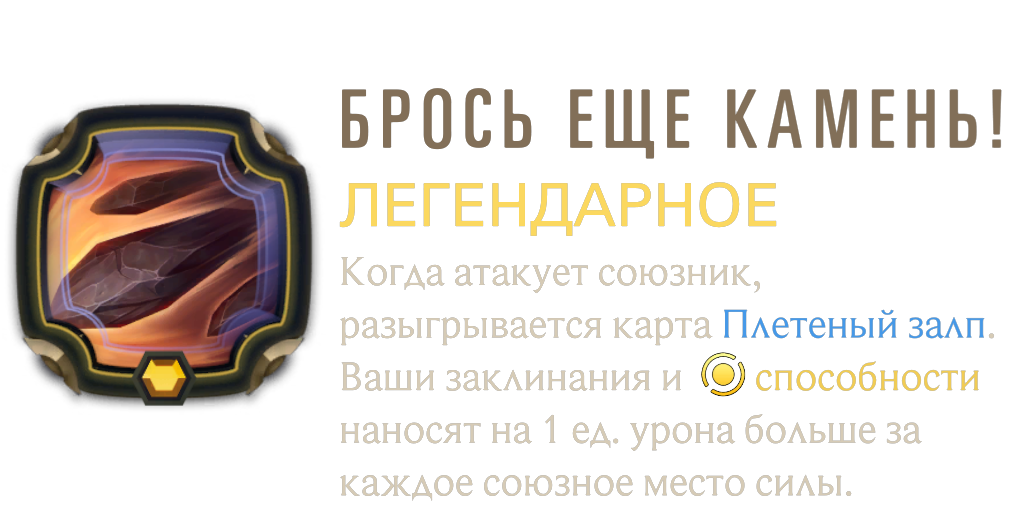 БРОСЬ ЕЩЕ КАМЕНЬ!
ЛЕГЕНДАРНОЕ
Когда атакует союзник,
разыгрывается карта Плетеный залп.
Ваши заклинания и способности
наносят на 1 ед. урона больше за
каждое союзное место силы.